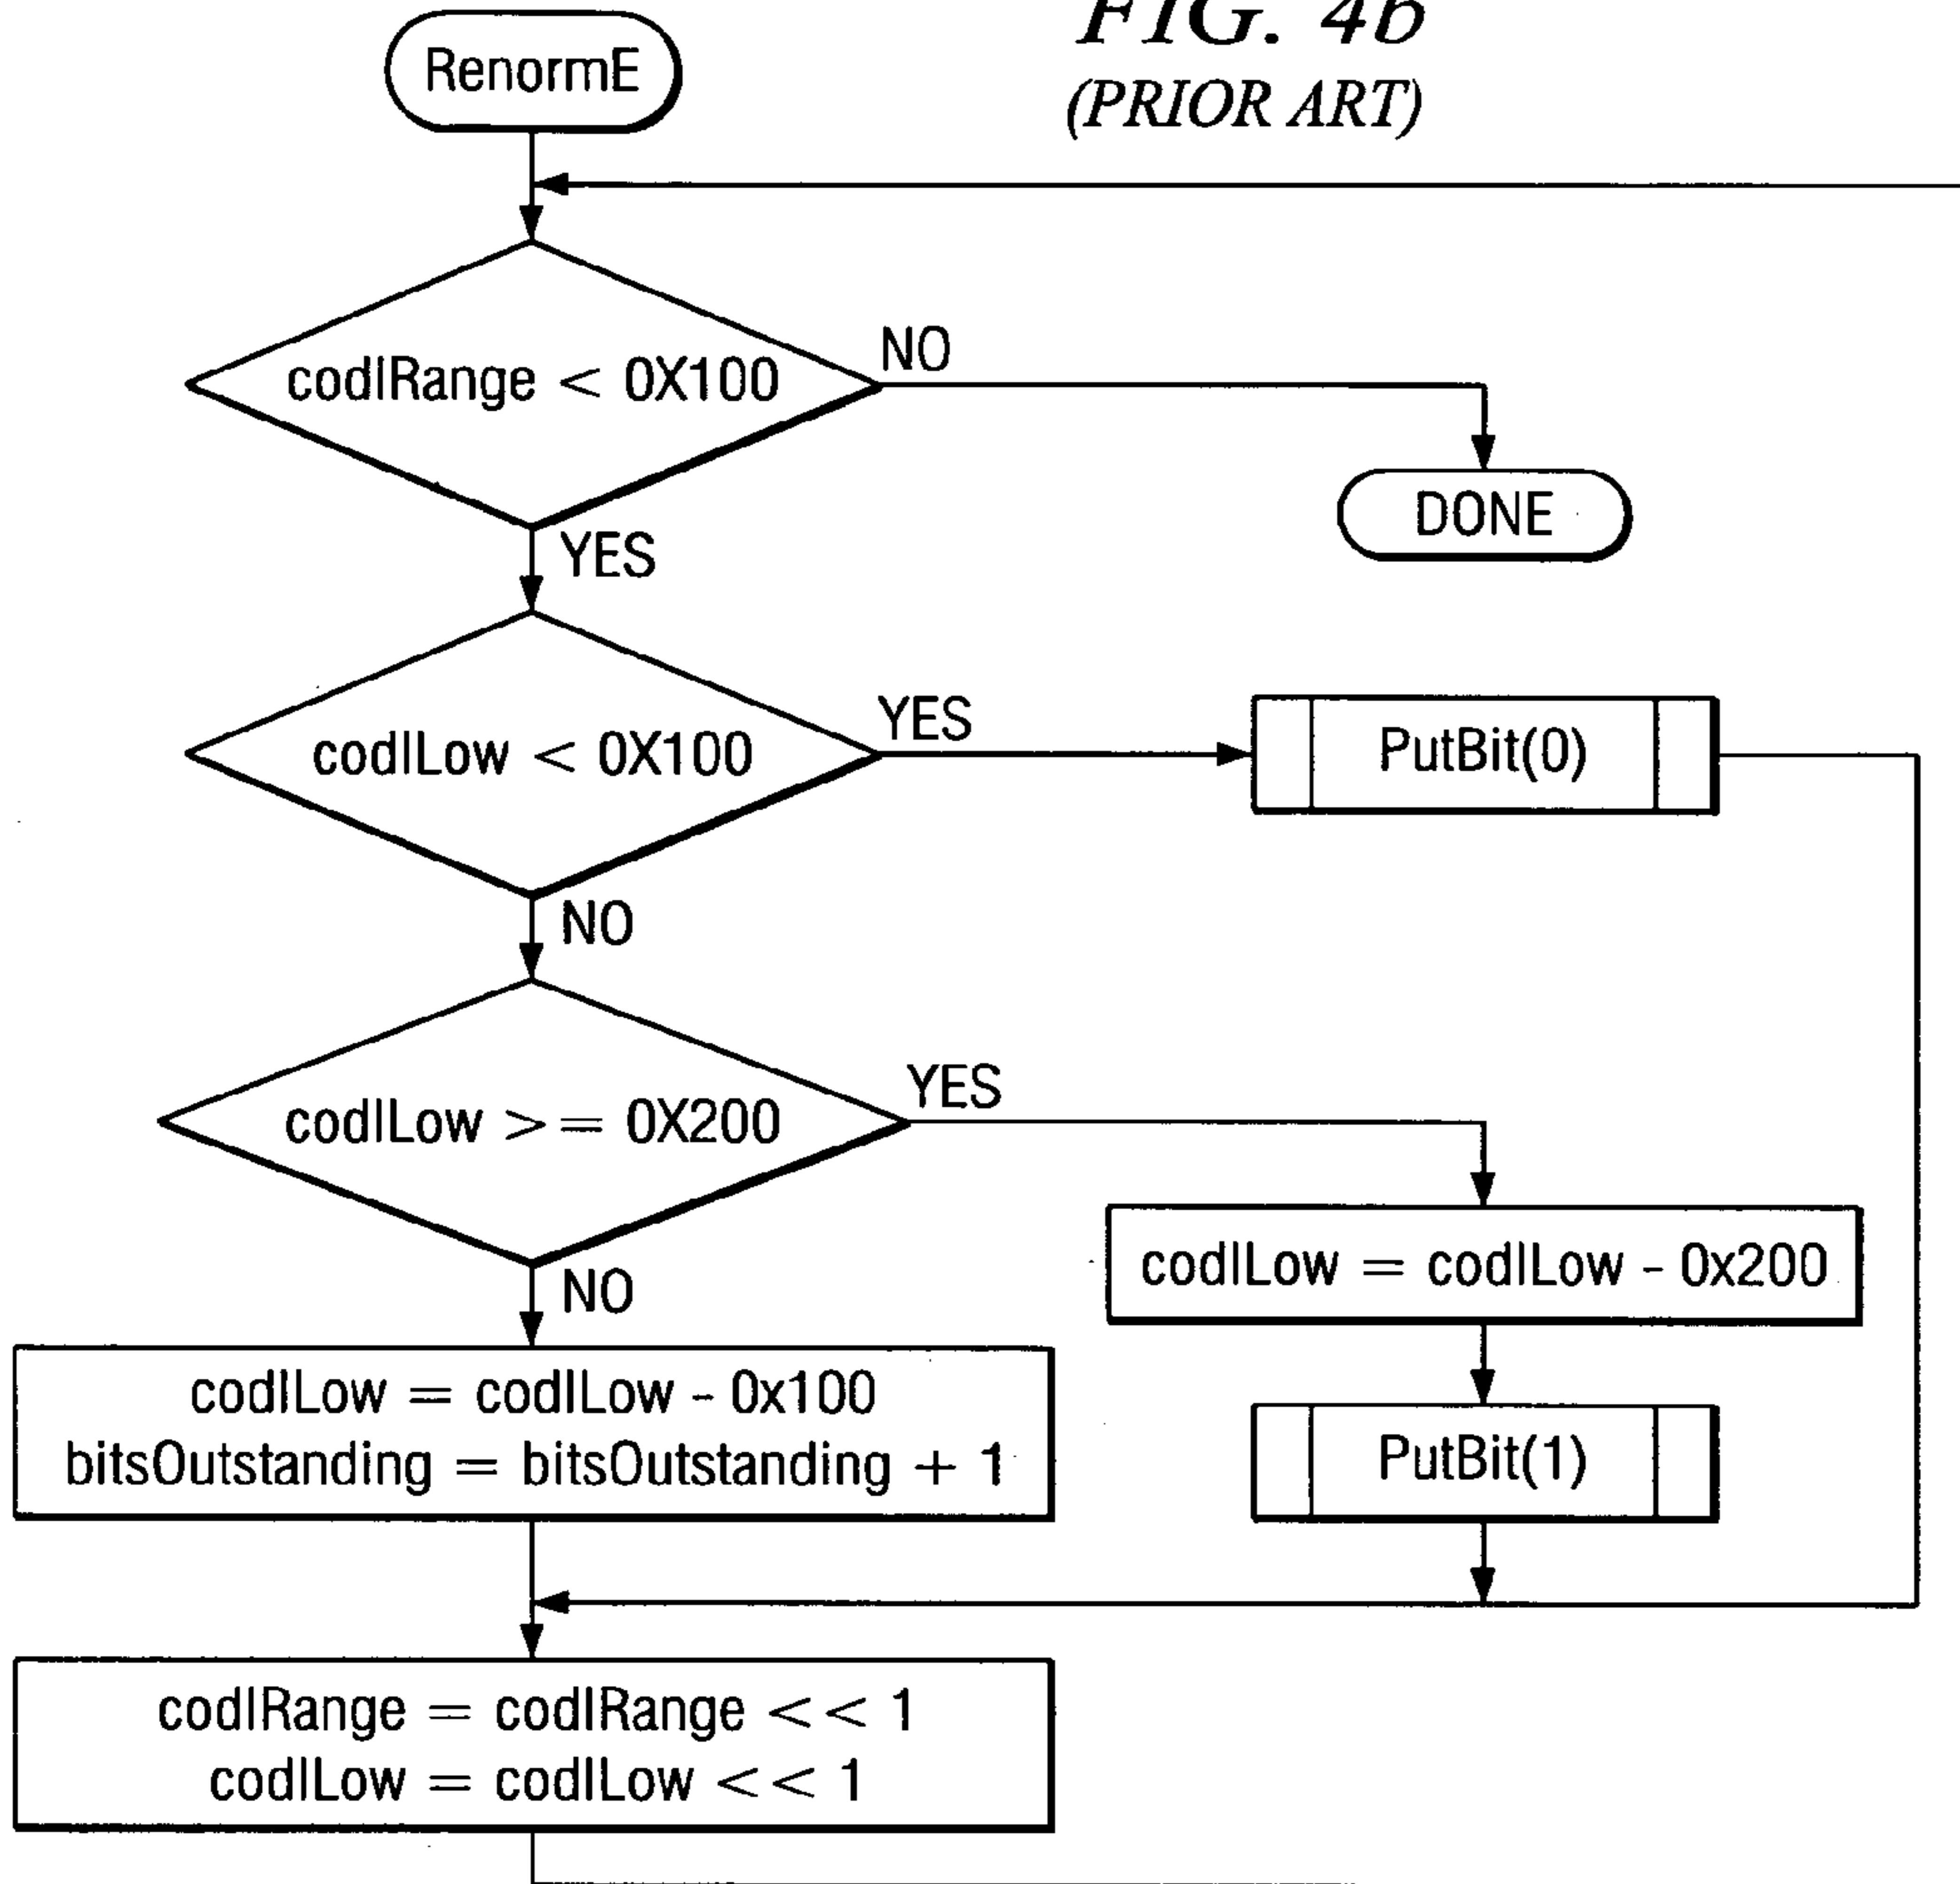 FIG. 4b
(PRIOR ART)
RenormE
codIRange < 0X100
NO
DONE
YES
codILow < 0X100
YES
PutBit(0)
NO
codILow >= 0X200
YES
codILow = codILow - 0x200
NO
codILow = codILow - 0x100
bitsOutstanding = bitsOutstanding + 1
PutBit(1)
codIRange = codIRange << 1
codILow = codILow << 1